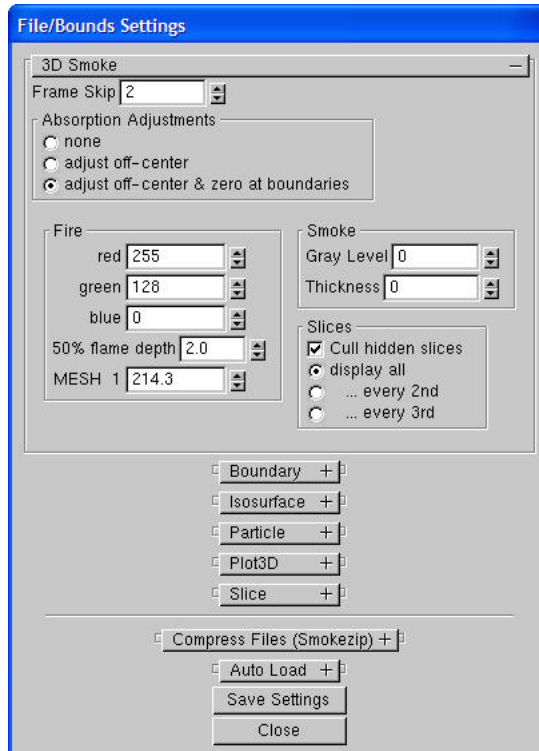 File/Bounds Settings
3D Smoke
Frame Skip 2
Absorption Adjustments
none
adjust off-center
adjust off-center & zero at boundaries
Fire
red 255
green 128
blue 0
50% flame depth 2.0
MESH 1 214.3
Smoke
Gray Level 0
Thickness 0
Slices
Cull hidden slices
display all
... every 2nd
... every 3rd
Boundary +
Isosurface +
Particle +
Plot3D +
Slice +
Compress Files (Smokezip) +
Auto Load +
Save Settings
Close